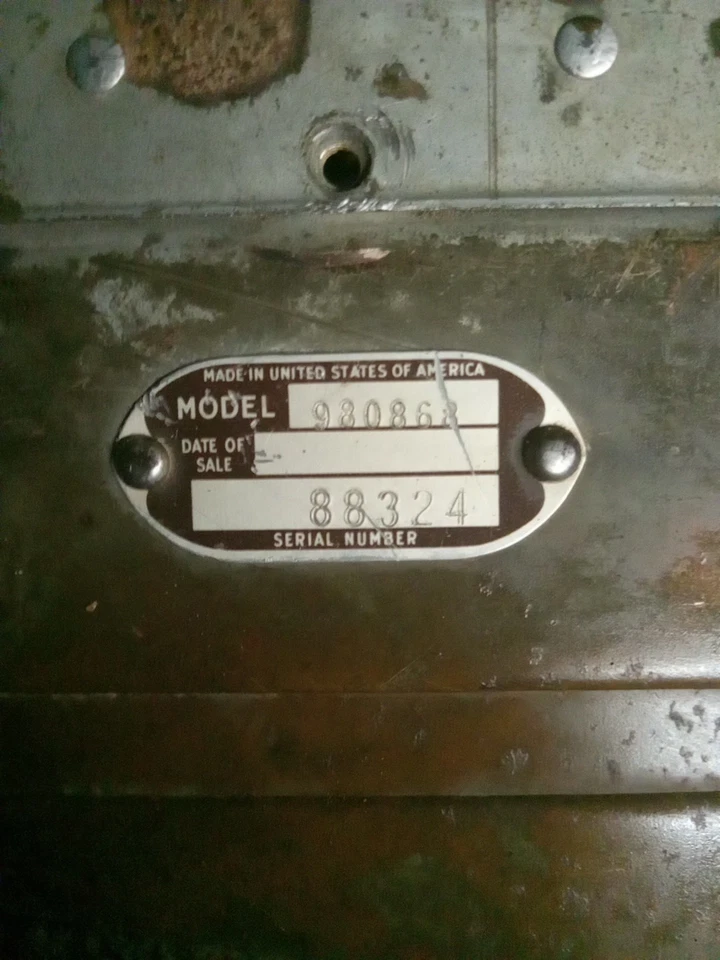 MADE IN UNITED STATES OF AMERICA
MODEL
DATE OF
SALE
88324
SERIAL NUMBER